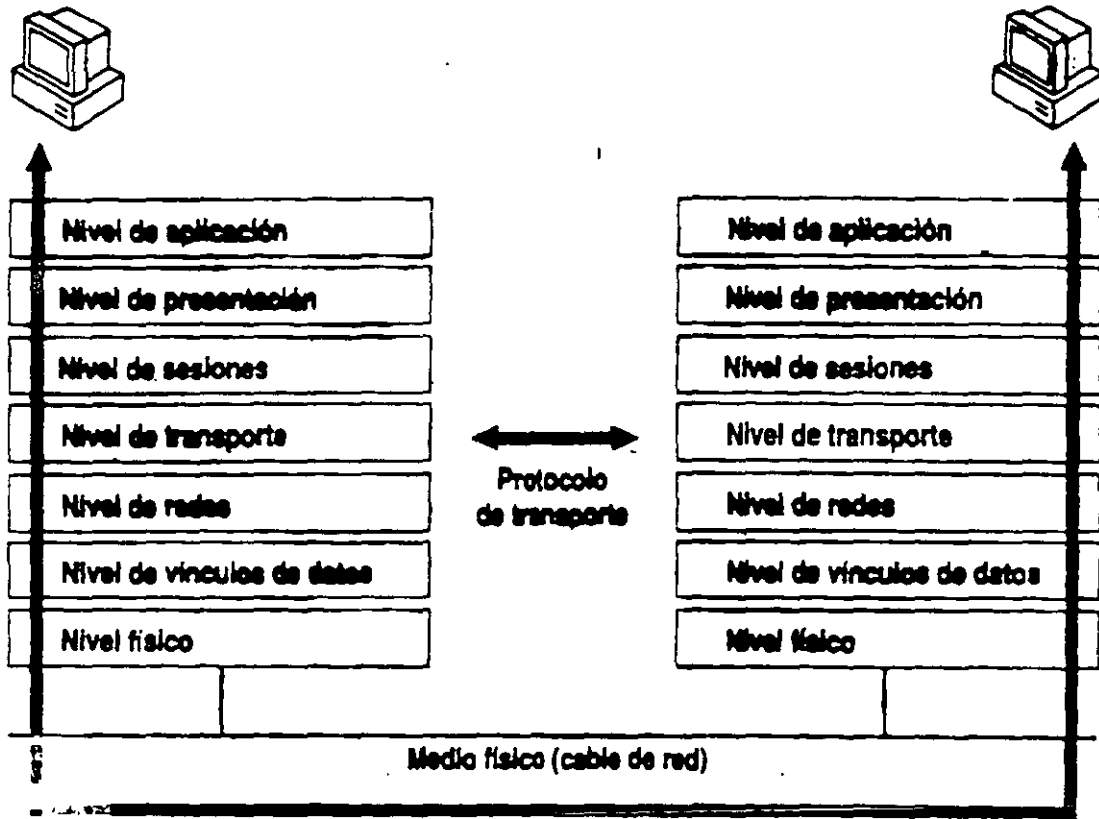 Nivel de aplicación
Nivel de presentación
Nivel de sesiones
Nivel de transporte
Nivel de redes
Nivel de vínculos de datos
Nivel físico
Protocolo
de transporte
Nivel de aplicación
Nivel de presentación
Nivel de sesiones
Nivel de transporte
Nivel de redes
Nivel de vínculos de datos
Nivel físico
Medio físico (cable de red)